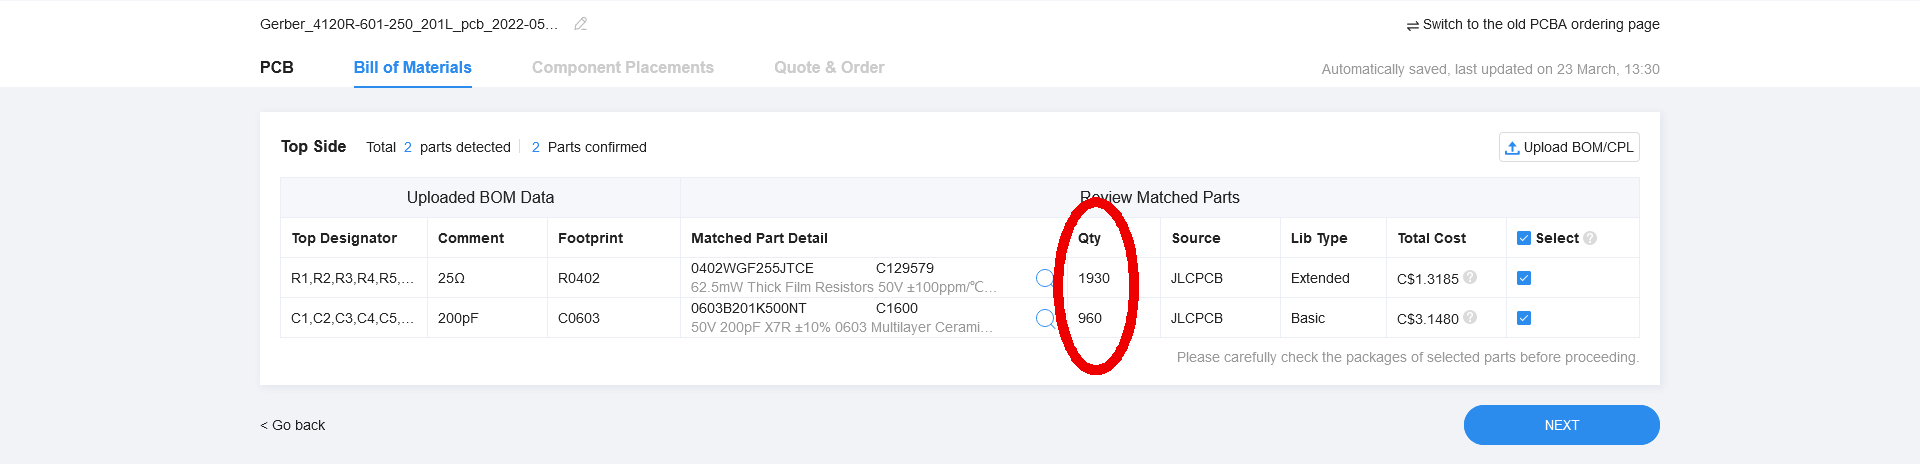 Gerber_4120R-601-250_201L_pcb_2022-05... Switch to the old PCBA ordering page
PCB Bill of Materials Component Placements Quote & Order Automatically saved, last updated on 23 March, 13:30
Top Side Total 2 parts detected 2 Parts confirmed Upload BOM/CPL
Uploaded BOM Data Review Matched Parts
Top Designator Comment Footprint Matched Part Detail Qty Source Lib Type Total Cost Select
R1,R2,R3,R4,R5,... 25Ω R0402 0402WGF255JTCE C129579 1930 JLCPCB Extended C$1.3185
62.5mW Thick Film Resistors 50V ±100ppm/℃...
C1,C2,C3,C4,C5,... 200pF C0603 0603B201K500NT C1600 960 JLCPCB Basic C$3.1480
50V 200pF X7R ±10% 0603 Multilayer Cerami...
Please carefully check the packages of selected parts before proceeding.
< Go back NEXT